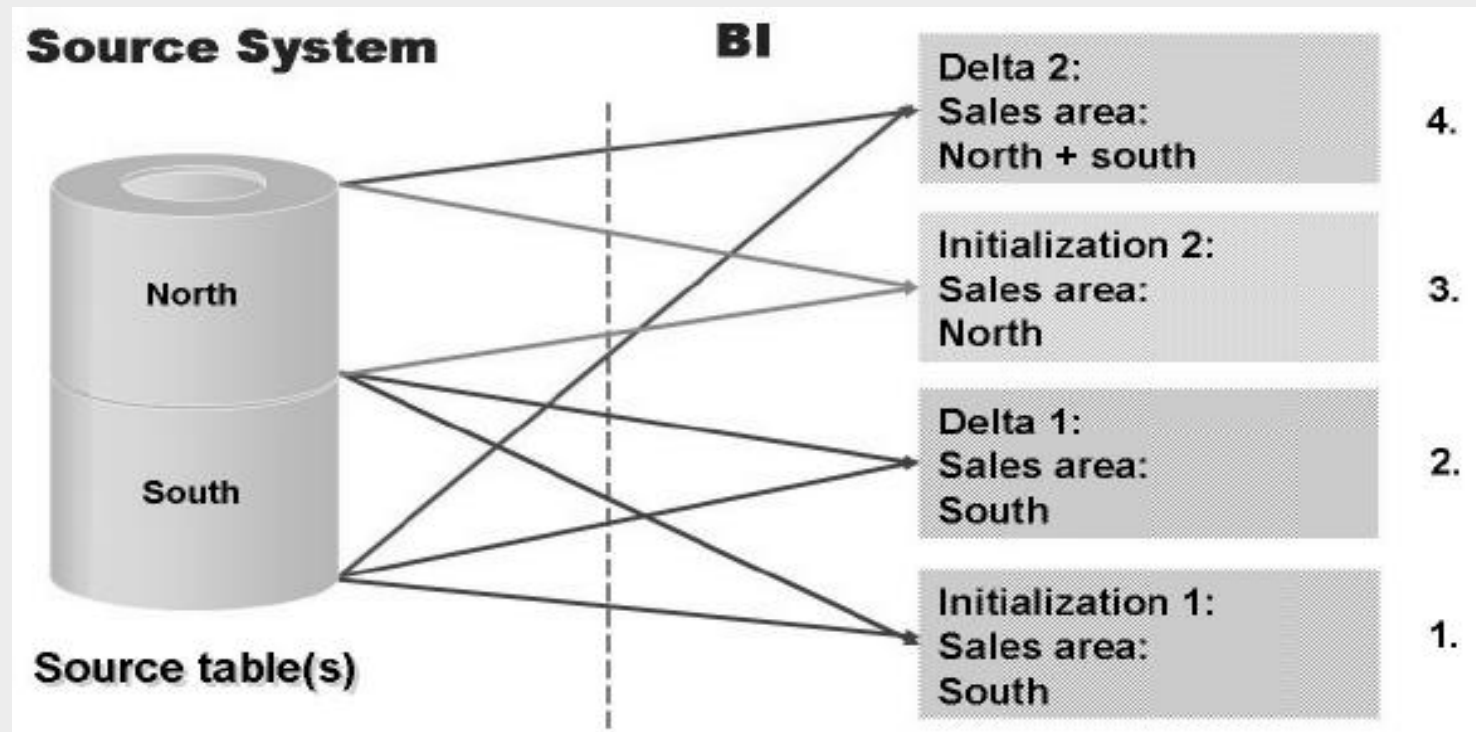 Source System
BI
North
South
Source table(s)
Delta 2:
Sales area:
North + south
4.
Initialization 2:
Sales area:
North
3.
Delta 1:
Sales area:
South
2.
Initialization 1:
Sales area:
South
1.